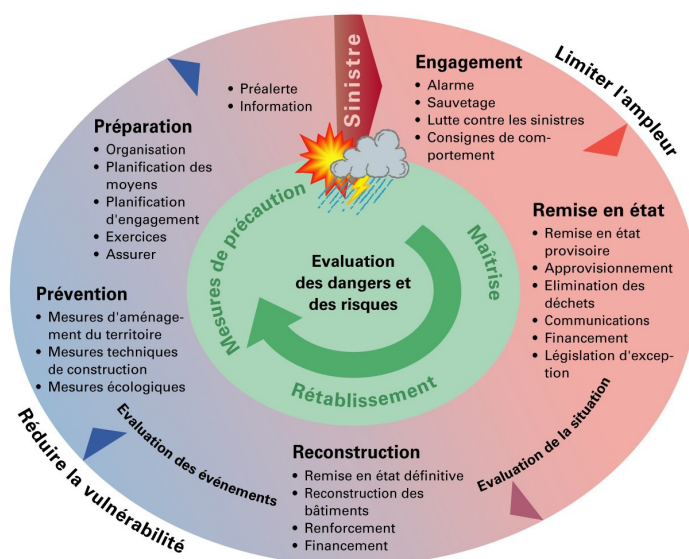 Sinistre
• Préalerte
• Information
Engagement
• Alarme
• Sauvetage
• Lutte contre les sinistres
• Consignes de com-
portement
Limiter l'ampleur
Remise en état
• Remise en état
provisoire
• Approvisionnement
• Elimination des
déchets
• Communications
• Financement
• Législation d'excep-
tion
Evaluation de la situation
Reconstruction
• Remise en état définitive
• Reconstruction des
bâtiments
• Renforcement
• Financement
Evaluation des événements
Réduire la vulnérabilité
Prévention
• Mesures d'aménage-
ment du territoire
• Mesures techniques
de construction
• Mesures écologiques
Préparation
• Organisation
• Planification des
moyens
• Planification
d'engagement
• Exercices
• Assurer
Mesures de précaution
Maîtrise
Rétablissement
Evaluation
des dangers et
des risques